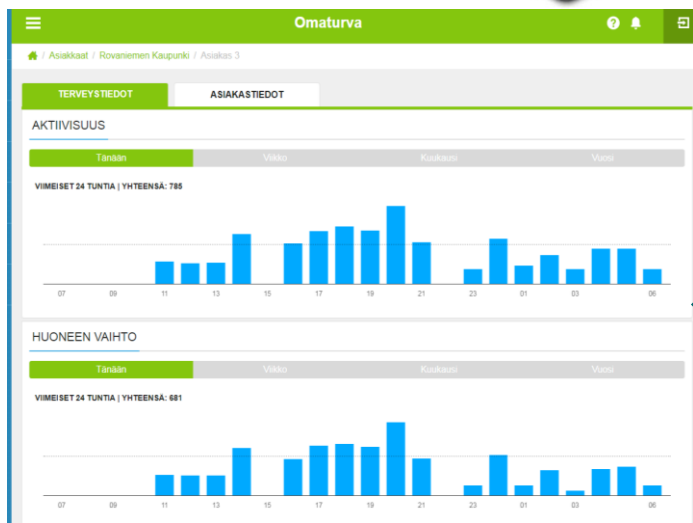 Omaturva
/ Asiakkaat / Rovaniemen Kaupunki / Asiakas 3
TERVEYSTIEDOT ASIAKASTIEDOT
AKTIIVISUUS
Tänään Viikko Kuukausi Vuosi
VIIMEISET 24 TUNTIA | YHTEENSÄ: 785
07 09 11 13 15 17 19 21 23 01 03 06
HUONEEN VAIHTO
Tänään Viikko Kuukausi Vuosi
VIIMEISET 24 TUNTIA | YHTEENSÄ: 681
07 09 11 13 15 17 19 21 23 01 03 06